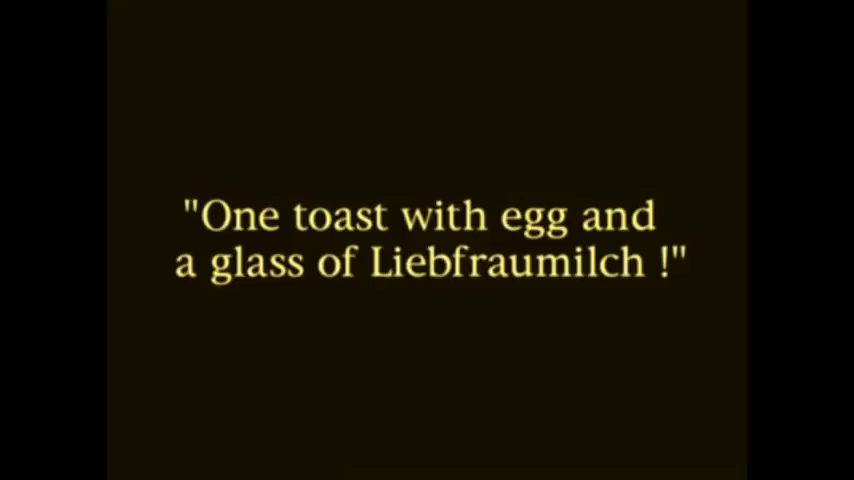 "One toast with egg and
a glass of Liebfraumilch !"